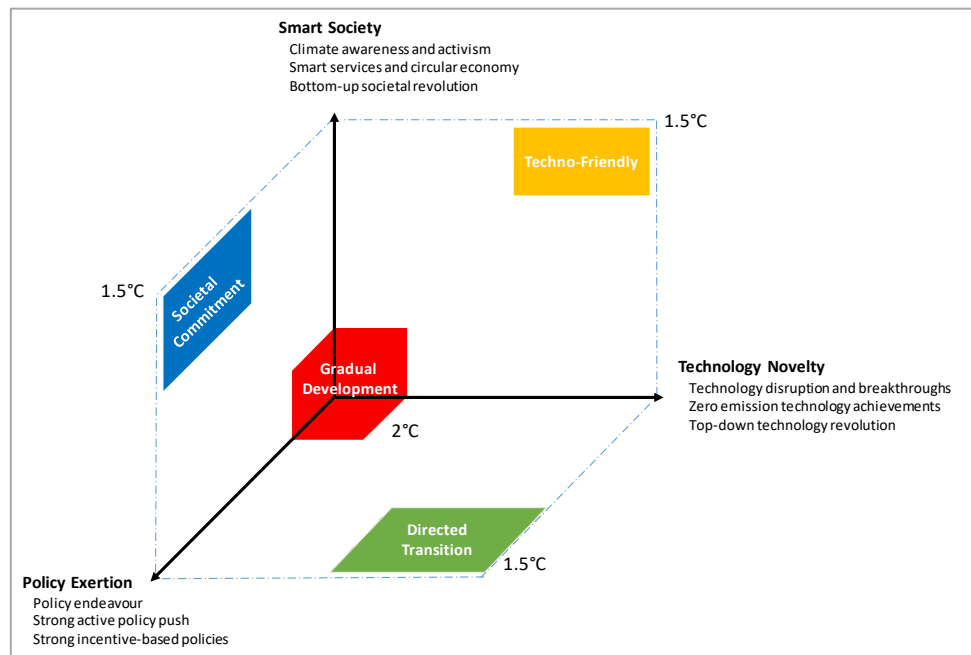 Smart Society
Climate awareness and activism
Smart services and circular economy
Bottom-up societal revolution
1.5°C
Techno-Friendly
1.5°C
Societal
Commitment
Gradual
Development
2°C
Technology Novelty
Technology disruption and breakthroughs
Zero emission technology achievements
Top-down technology revolution
Directed
Transition
1.5°C
Policy Exertion
Policy endeavour
Strong active policy push
Strong incentive-based policies